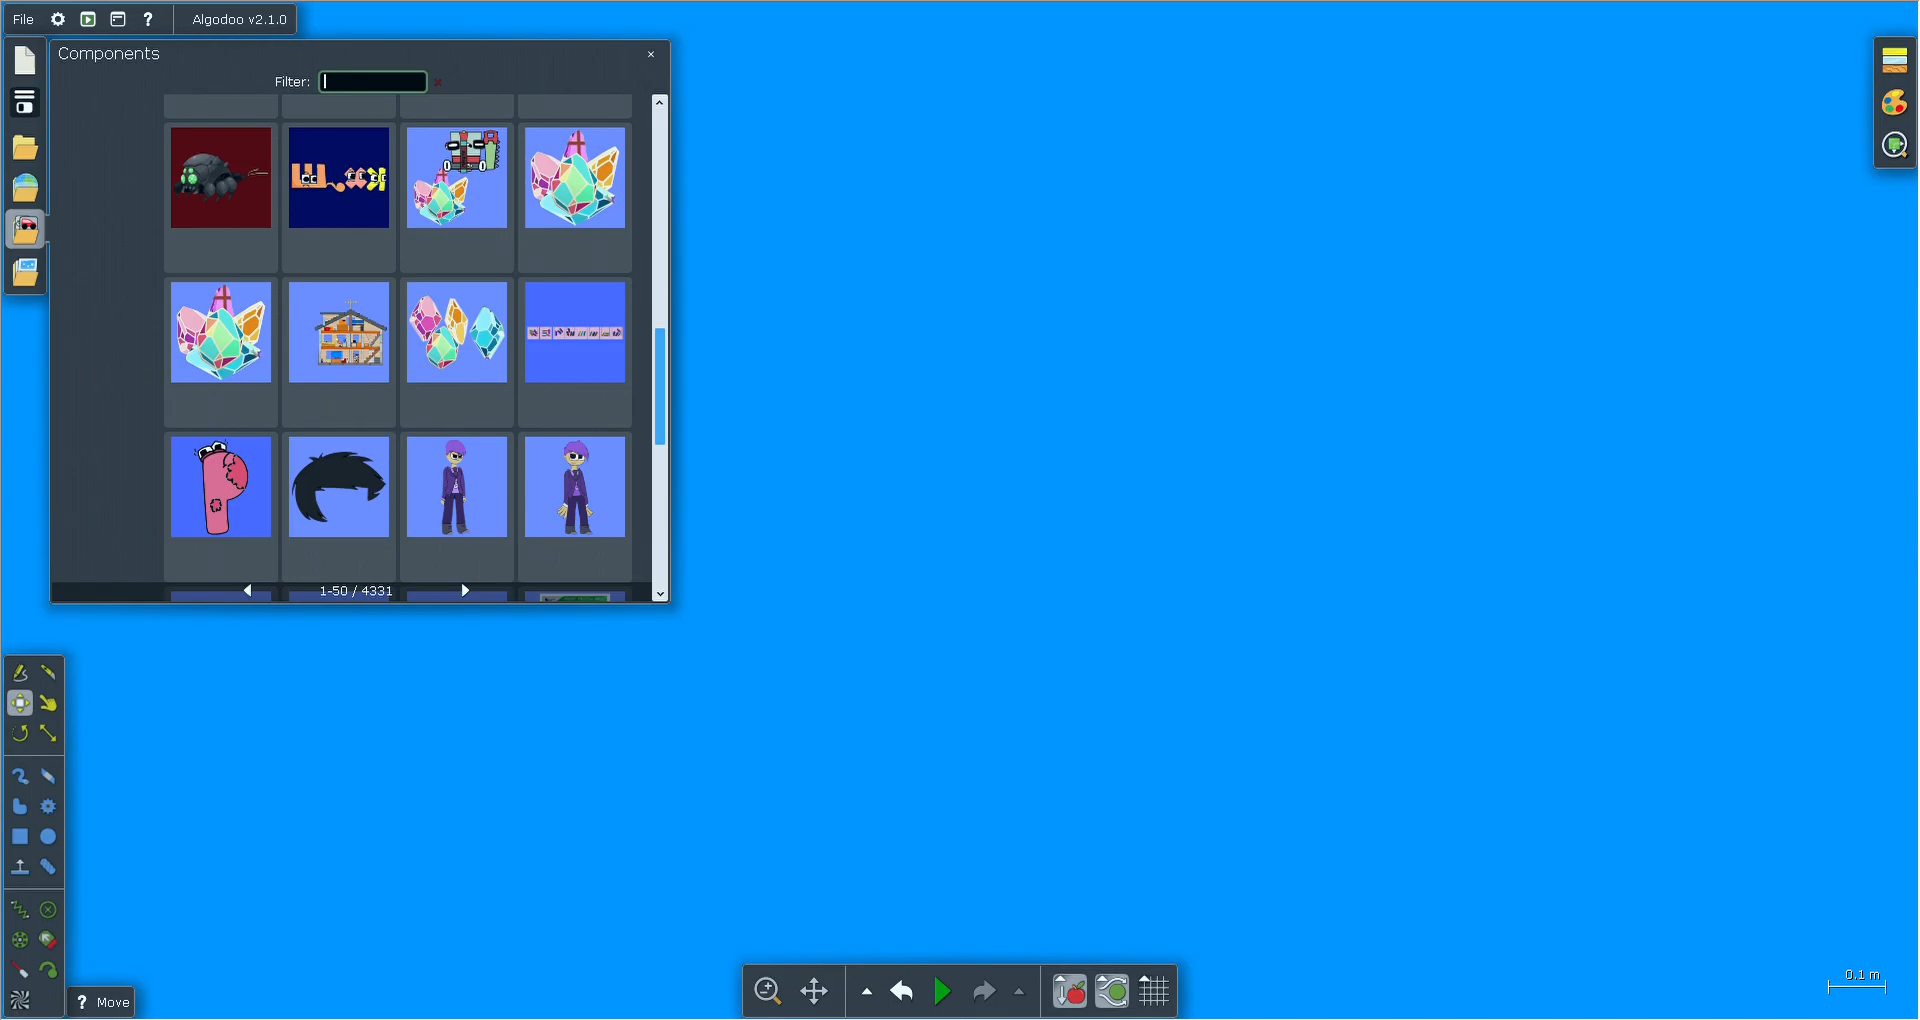 File ? Algodoo v2.1.0
Components
Filter:
1-50 / 4331
? Move
0.1 m